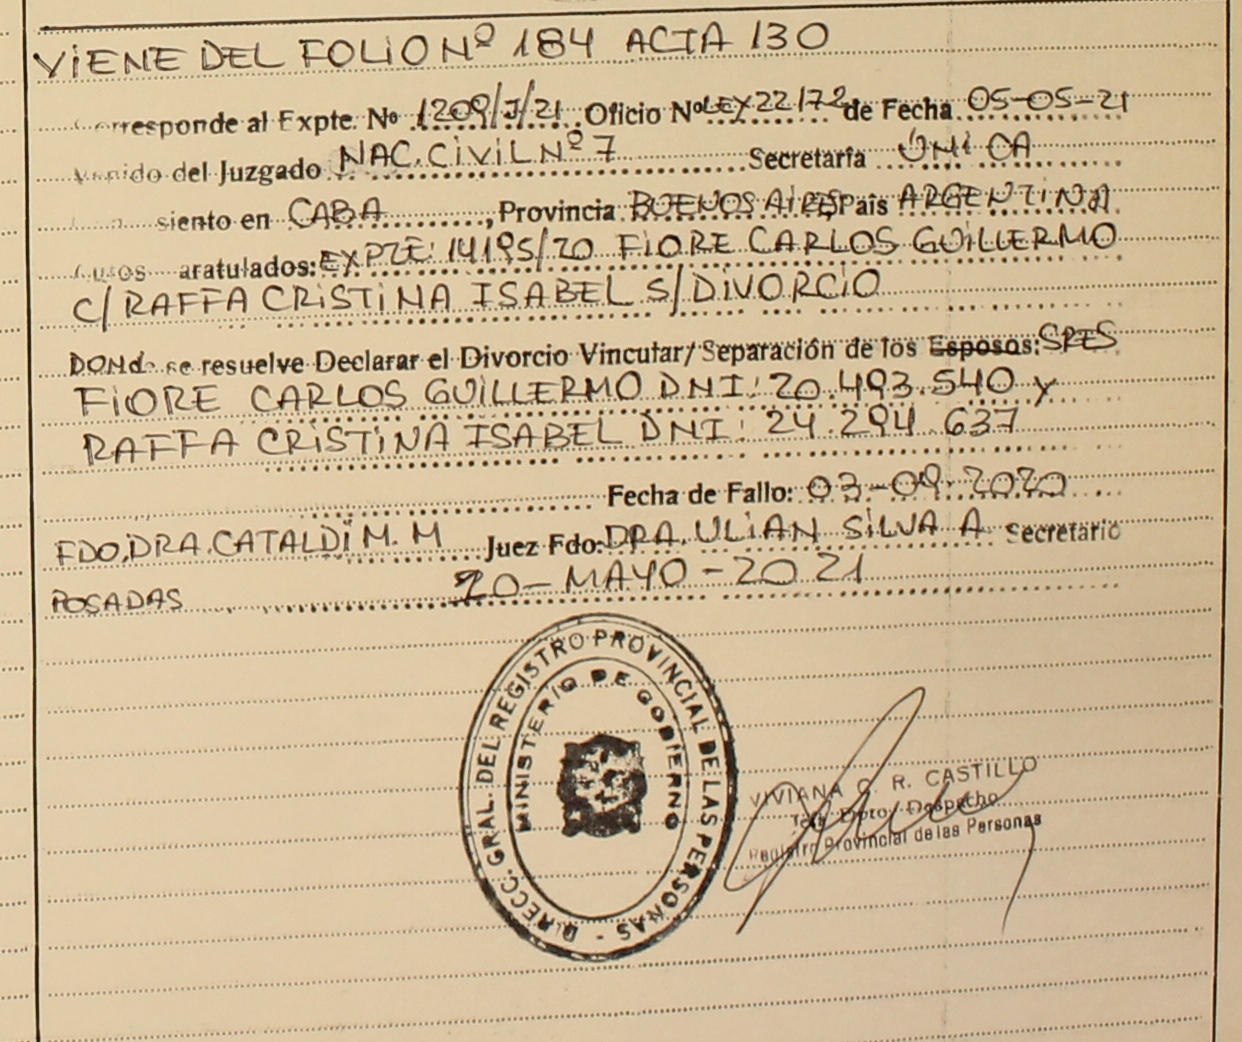 VIENE DEL FOLIO Nº 184 ACTA 130
Corresponde al Expte. Nº 1209/J/21 Oficio Nº LEX22/72 de Fecha 05-05-21
Venido del Juzgado NAC. CIVIL Nº 7 Secretaría ÚNICA
siento en CABA, Provincia BUENOS AIRES País ARGENTINA
aratulados: EXPTE: 14195/20 FIORE CARLOS GUILLERMO
C/ RAFFA CRISTINA ISABEL S/DIVORCIO
DONde se resuelve Declarar el Divorcio Vincular/Separación de los Esposos: SRES
FIORE CARLOS GUILLERMO DNI: 20.493.540 y
RAFFA CRISTINA ISABEL DNI: 24.294.637
Fecha de Fallo: 03-09-2020
FDO. DRA. CATALDI M. M Juez Fdo: DRA. ULIAN SILVA A Secretario
POSADAS 20-MAYO-2021
DIRECC. GRAL. DEL REGISTRO PROVINCIAL DE LAS PERSONAS -
MINISTERIO DE GOBIERNO
VIVIANA R. CASTILLO
Dpto. Despacho
Registro Provincial de las Personas